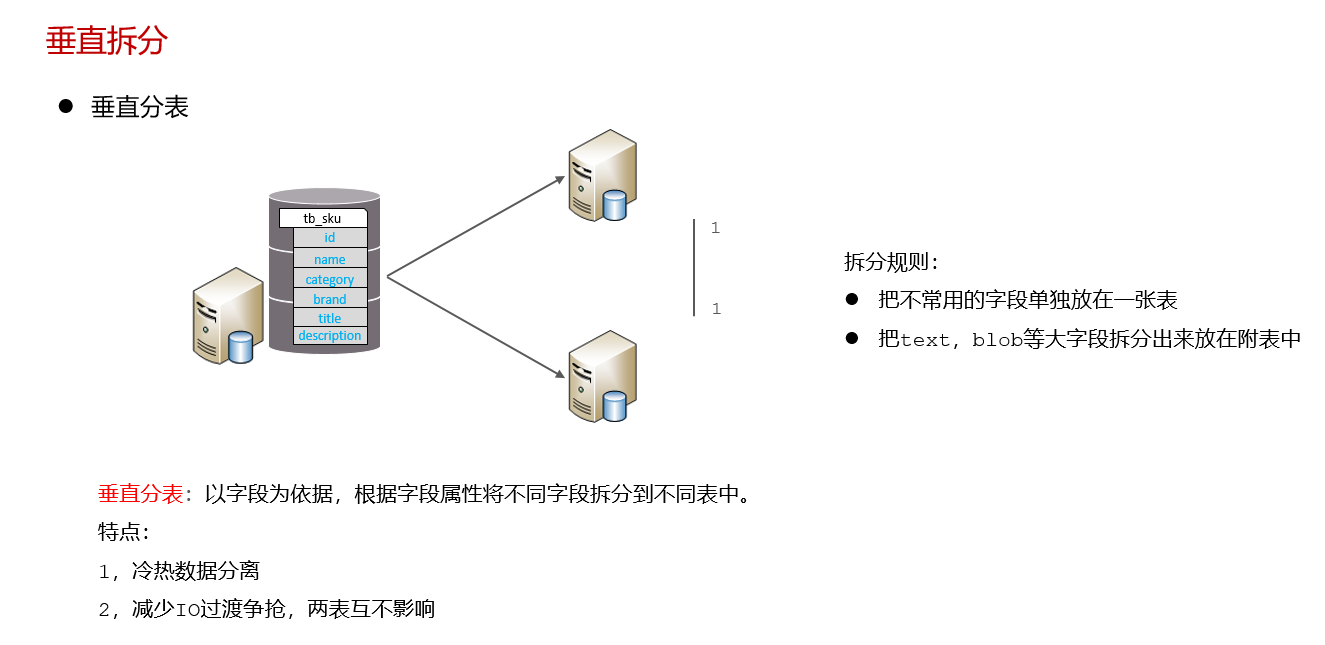 垂直拆分
● 垂直分表
tb_sku
id
name
category
brand
title
description
1
1
拆分规则：
● 把不常用的字段单独放在一张表
● 把text，blob等大字段拆分出来放在附表中
垂直分表：以字段为依据，根据字段属性将不同字段拆分到不同表中。
特点：
1，冷热数据分离
2，减少IO过渡争抢，两表互不影响